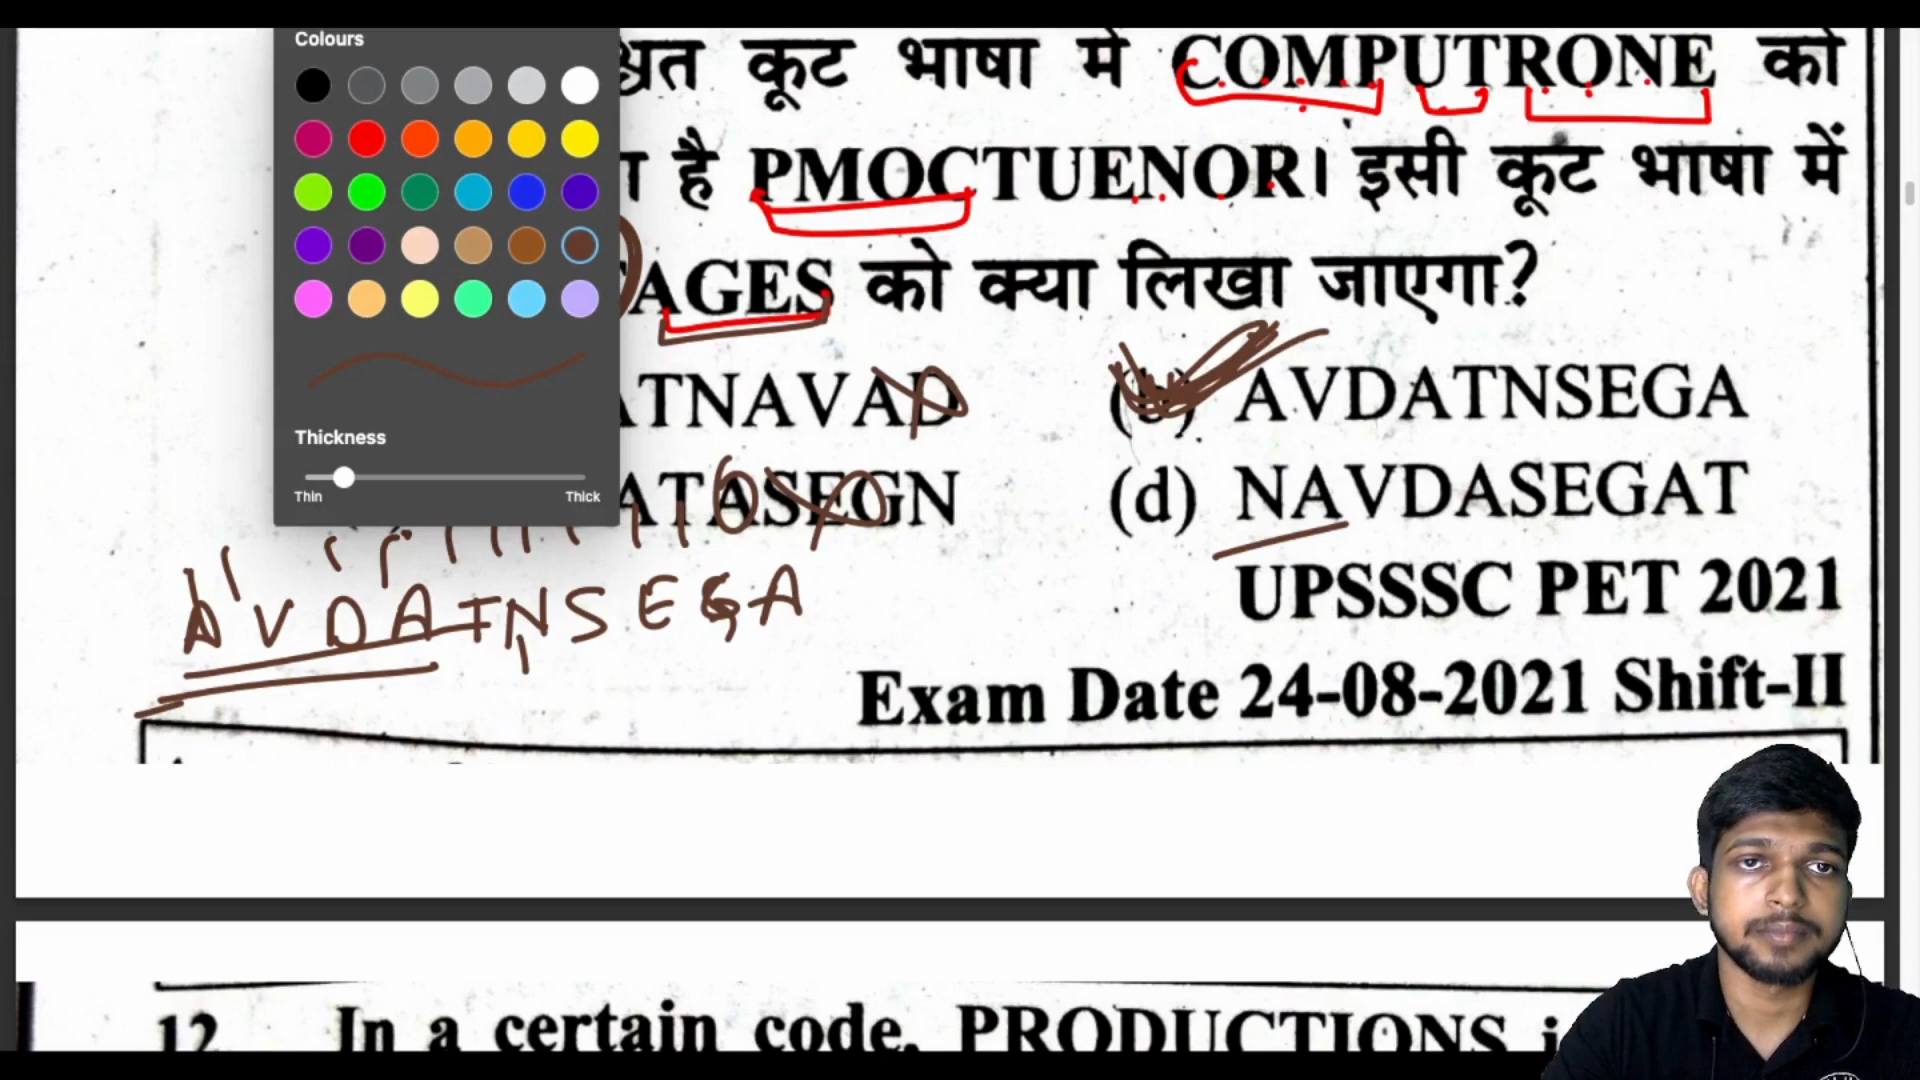 Colours
कूट भाषा में COMPUTRONE को
है PMOCTUENOR। इसी कूट भाषा में
AGES को क्या लिखा जाएगा?
ATNAVAD (b) AVDATNSEGA
ATASEGN (d) NAVDASEGAT
Thickness
Thin Thick
AVDATNSEGA
UPSSSC PET 2021
Exam Date 24-08-2021 Shift-II
12. In a certain code, PRODUCTIONS